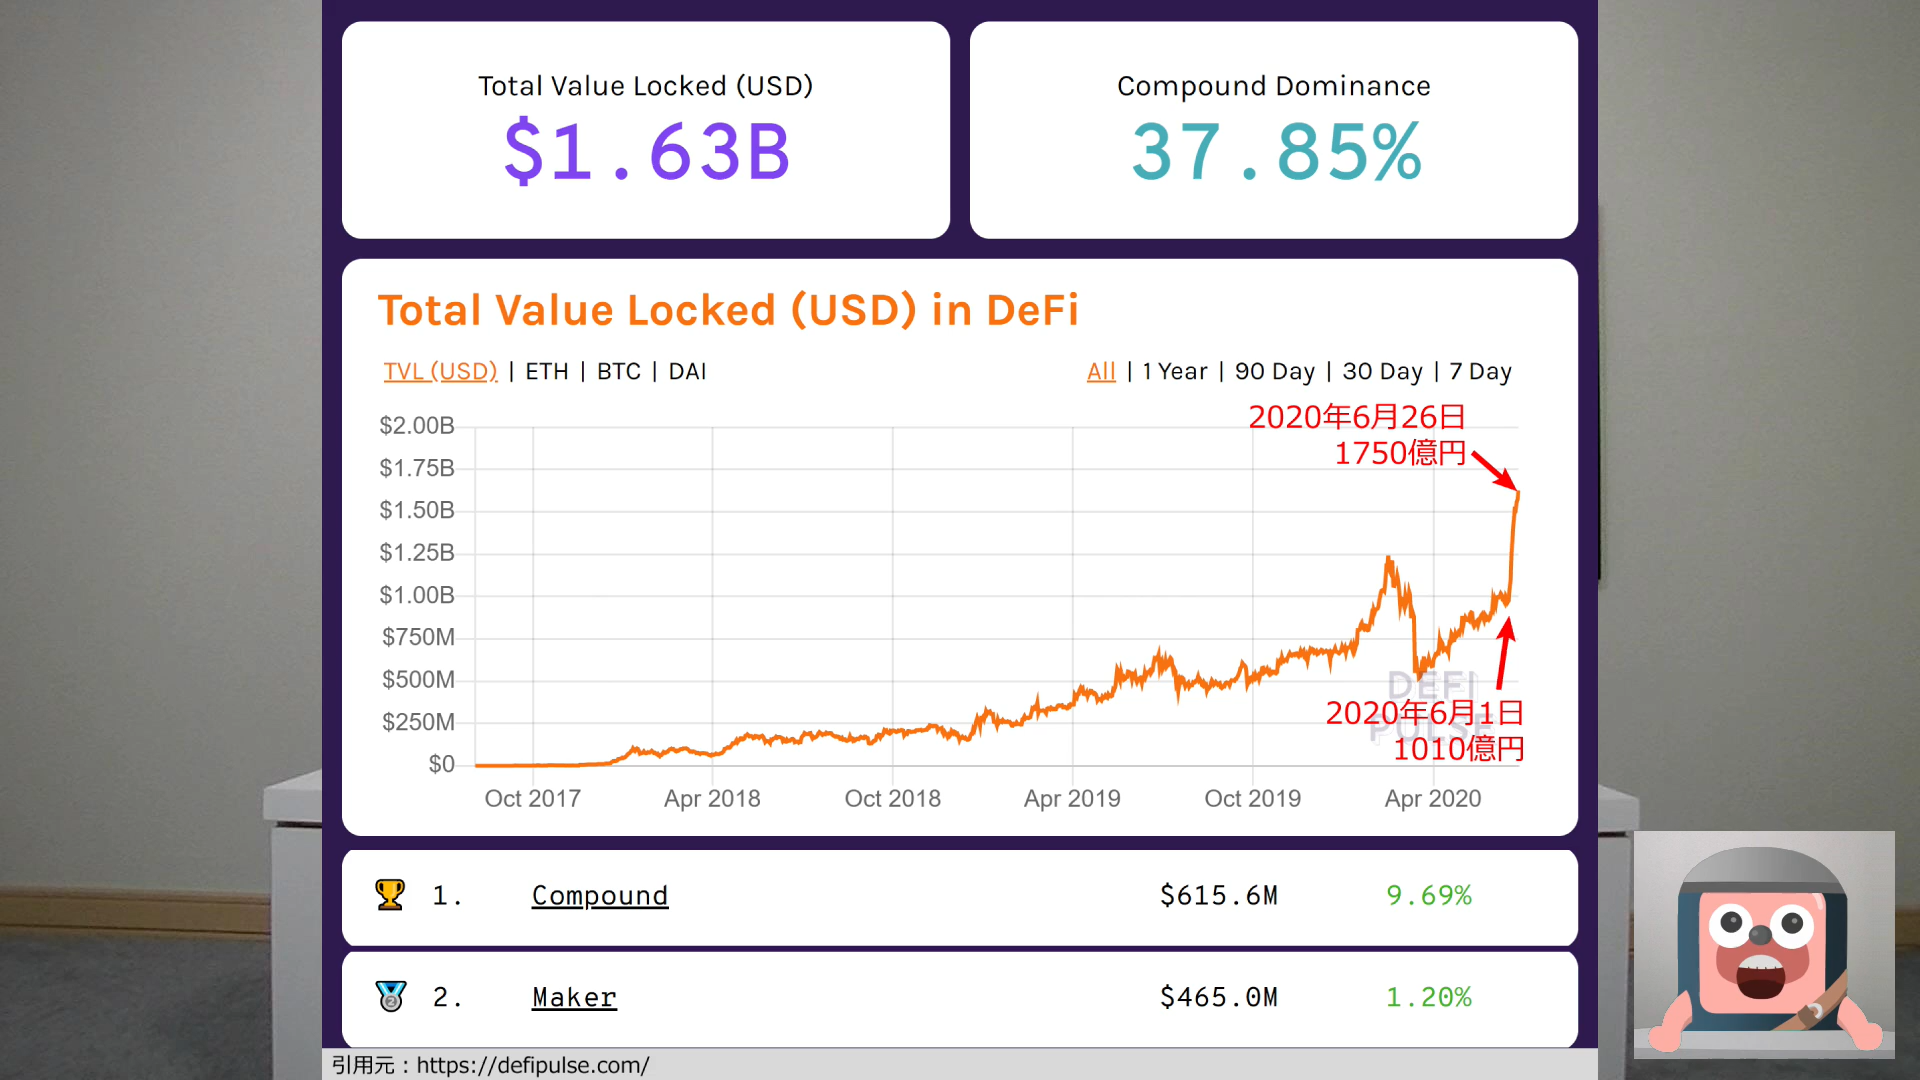 Total Value Locked (USD)
$1.63B
Compound Dominance
37.85%
Total Value Locked (USD) in DeFi
TVL (USD) | ETH | BTC | DAI
All | 1 Year | 90 Day | 30 Day | 7 Day
2020年6月26日
1750億円
$2.00B
$1.75B
$1.50B
$1.25B
$1.00B
$750M
$500M
$250M
$0
DEFI
PULSE
2020年6月1日
1010億円
Oct 2017
Apr 2018
Oct 2018
Apr 2019
Oct 2019
Apr 2020
1. Compound $615.6M 9.69%
2
2. Maker $465.0M 1.20%
引用元：https://defipulse.com/